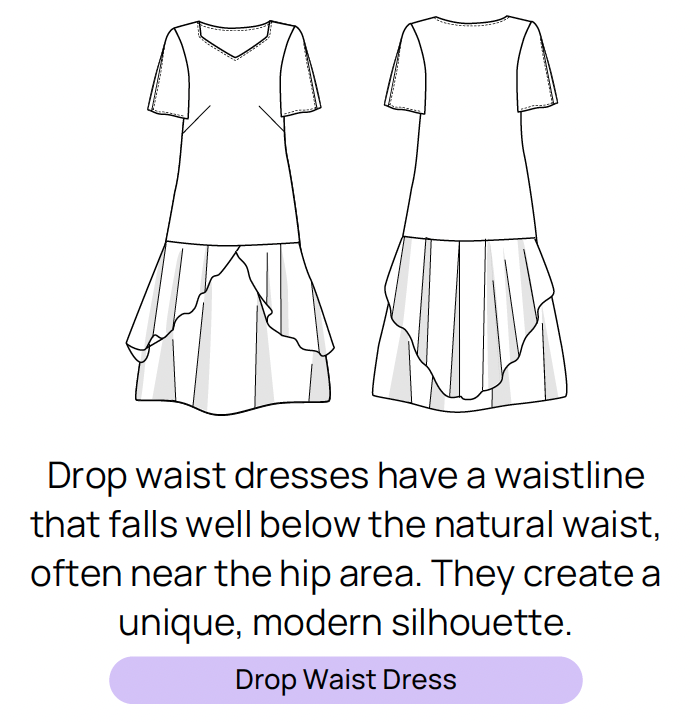 Drop waist dresses have a waistline
that falls well below the natural waist,
often near the hip area. They create a
unique, modern silhouette.
Drop Waist Dress